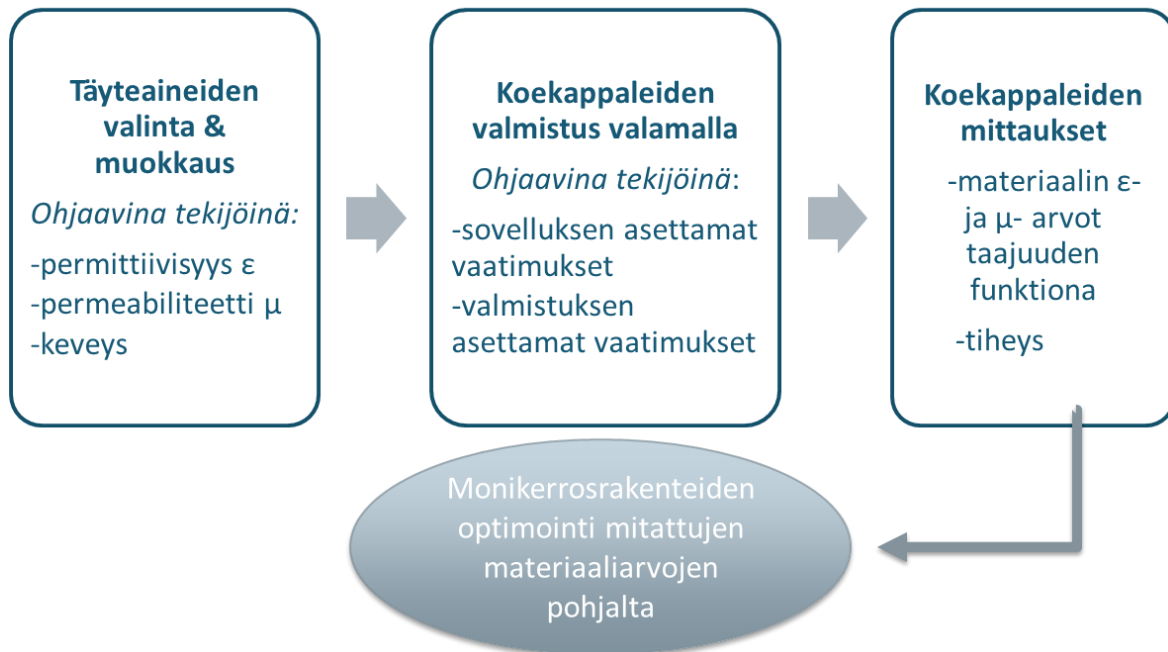 Täyteaineiden
valinta &
muokkaus
Ohjaavina tekijöinä:
-permittiivisyys ε
-permeabiliteetti μ
-keveys
Koekappaleiden
valmistus valamalla
Ohjaavina tekijöinä:
-sovelluksen asettamat
vaatimukset
-valmistuksen
asettamat vaatimukset
Koekappaleiden
mittaukset
-materiaalin ε-
ja μ- arvot
taajuuden
funktiona
-tiheys
Monikerrosrakenteiden
optimointi mitattujen
materiaaliarvojen
pohjalta